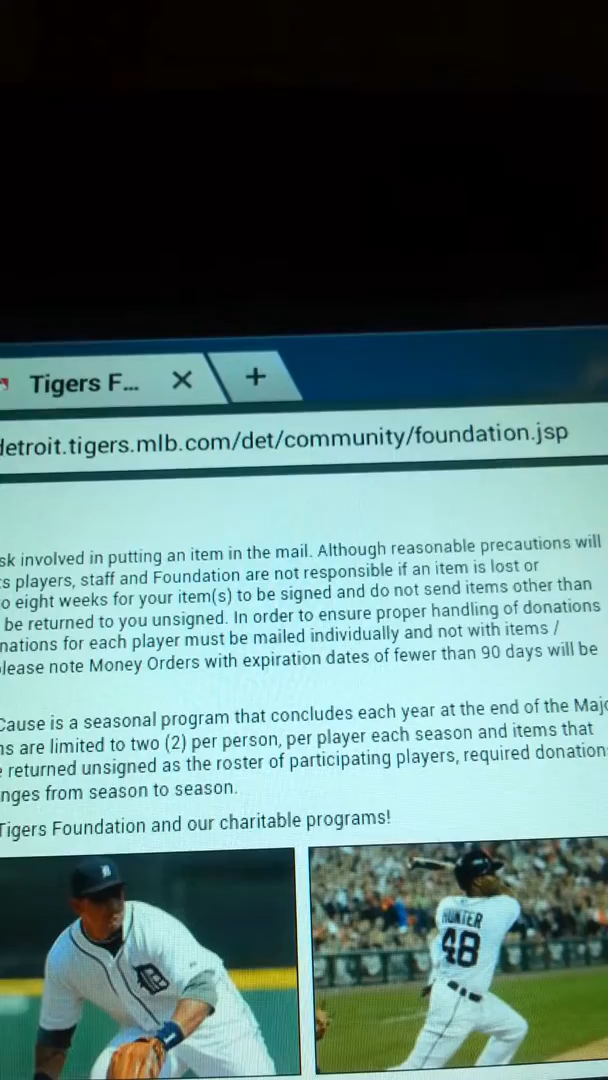 Tigers F...
detroit.tigers.mlb.com/det/community/foundation.jsp
sk involved in putting an item in the mail. Although reasonable precautions will
s players, staff and Foundation are not responsible if an item is lost or
o eight weeks for your item(s) to be signed and do not send items other than
be returned to you unsigned. In order to ensure proper handling of donations
nations for each player must be mailed individually and not with items /
lease note Money Orders with expiration dates of fewer than 90 days will be
Cause is a seasonal program that concludes each year at the end of the Majo
ns are limited to two (2) per person, per player each season and items that
e returned unsigned as the roster of participating players, required donation
nges from season to season.
Tigers Foundation and our charitable programs!
HUNTER
48